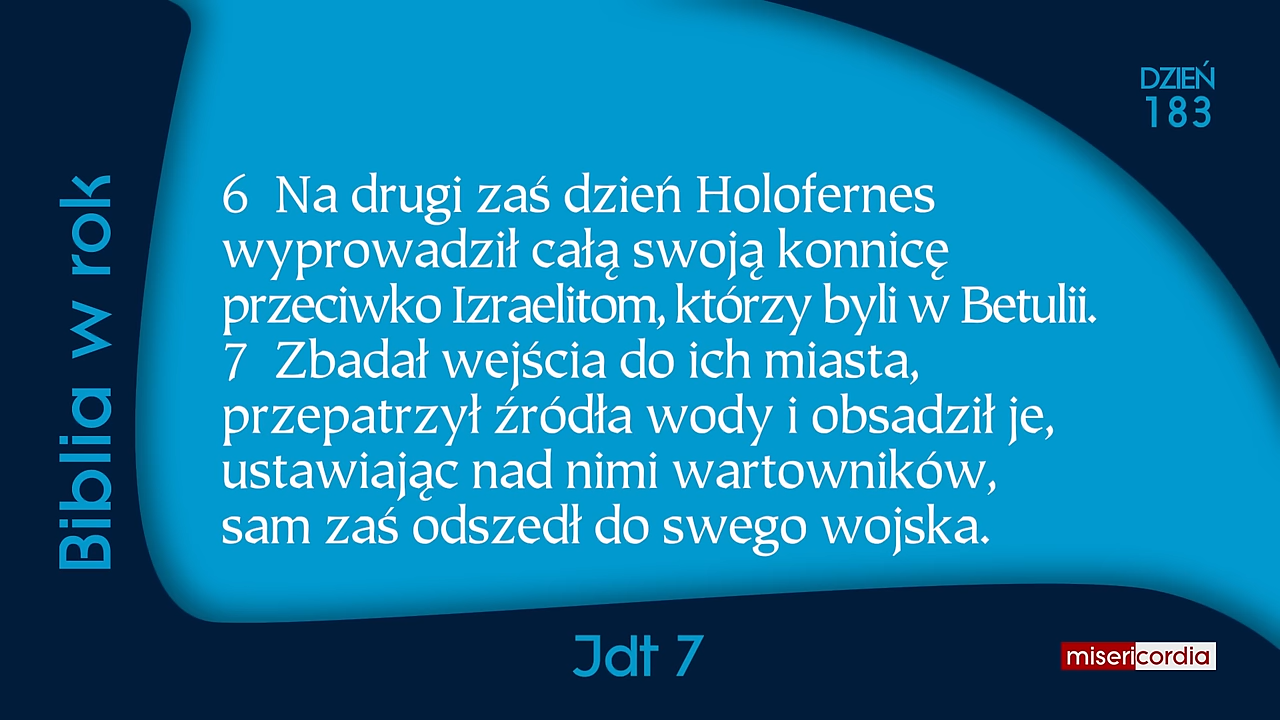 DZIEŃ
183
6 Na drugi zaś dzień Holofernes
wyprowadził całą swoją konnicę
przeciwko Izraelitom, którzy byli w Betulii.
7 Zbadał wejścia do ich miasta,
przepatrzył źródła wody i obsadził je,
ustawiając nad nimi wartowników,
sam zaś odszedł do swego wojska.
Biblia w rok
Jdt 7
misericordia